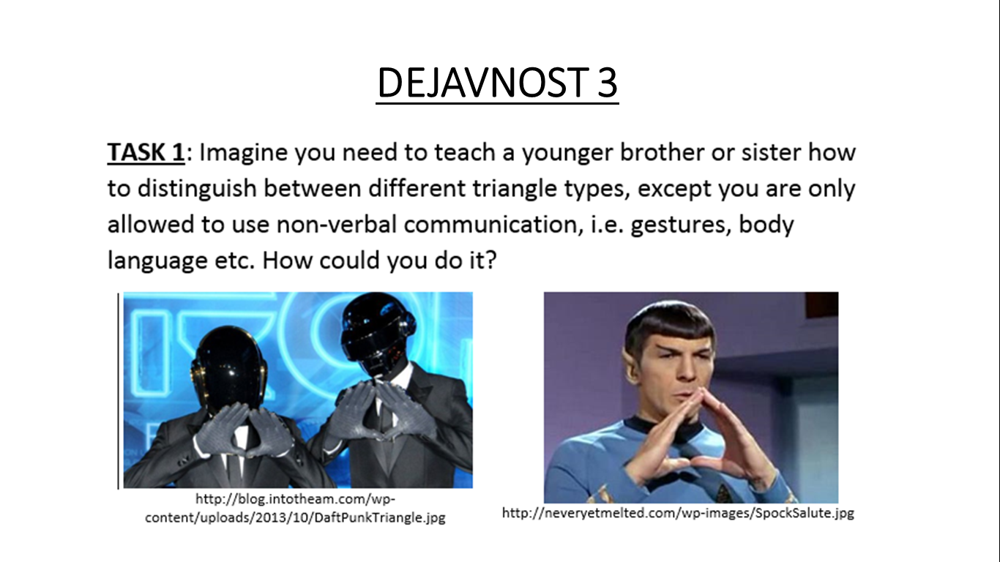 DEJAVNOST 3
TASK 1: Imagine you need to teach a younger brother or sister how
to distinguish between different triangle types, except you are only
allowed to use non-verbal communication, i.e. gestures, body
language etc. How could you do it?
http://blog.intotheam.com/wp-
content/uploads/2013/10/DaftPunkTriangle.jpg
http://neveryetmelted.com/wp-images/SpockSalute.jpg